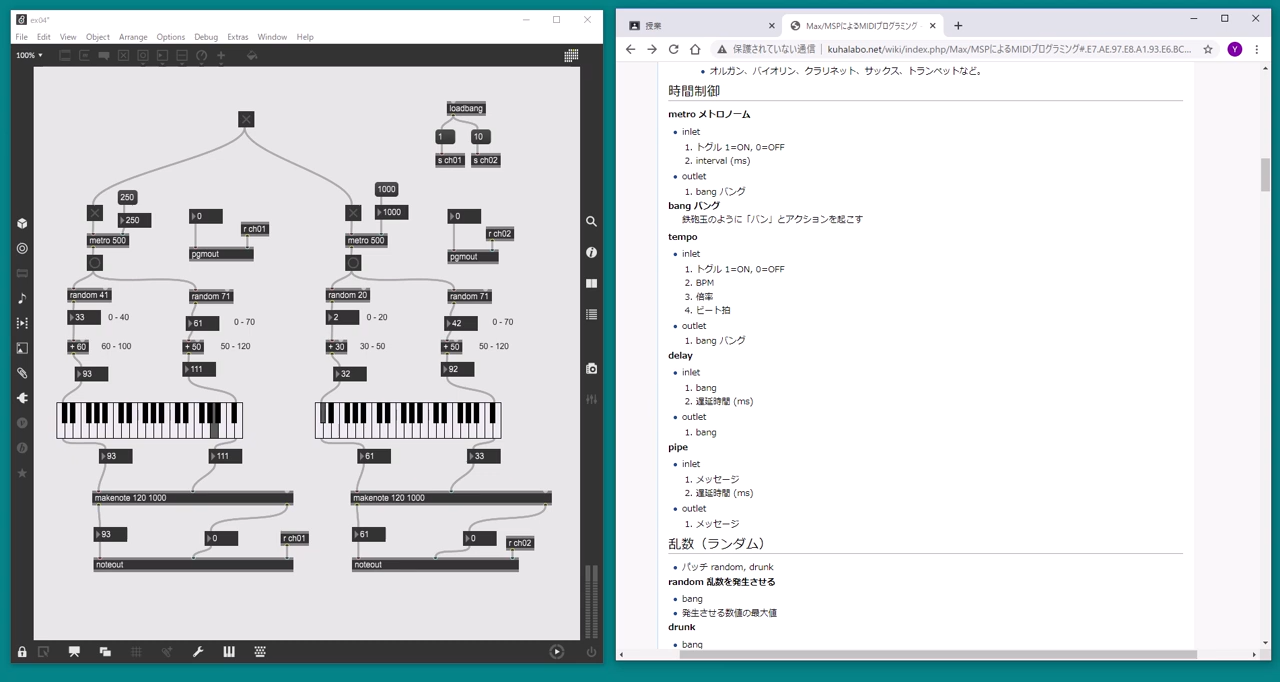 ex04*
File Edit View Object Arrange Options Debug Extras Window Help
100%
loadbang
1 10
s ch01 s ch02
250
250
metro 500
0
r ch01
pgmout
1000
1000
metro 500
0
r ch02
pgmout
random 41 random 71
33 0 - 40 61 0 - 70
+ 60 60 - 100 + 50 50 - 120
93 111
random 20 random 71
2 0 - 20 42 0 - 70
+ 30 30 - 50 + 50 50 - 120
32 92
93 111
makenote 120 1000
93 0 r ch01
noteout
61 33
makenote 120 1000
61 0 r ch02
noteout
授業
Max/MSPによるMIDIプログラミング
保護されていない通信 | kuhalabo.net/wiki/index.php/Max/MSPによるMIDIプログラミング#.E7.AE.97.E8.A1.93.E6.BC...
Y
オルガン、バイオリン、クラリネット、サックス、トランペットなど。
時間制御
metro メトロノーム
inlet
1. トグル 1=ON, 0=OFF
2. interval (ms)
outlet
1. bang バング
bang バング
鉄砲玉のように「バン」とアクションを起こす
tempo
inlet
1. トグル 1=ON, 0=OFF
2. BPM
3. 倍率
4. ビート拍
outlet
1. bang バング
delay
inlet
1. bang
2. 遅延時間 (ms)
outlet
1. bang
pipe
inlet
1. メッセージ
2. 遅延時間 (ms)
outlet
1. メッセージ
乱数（ランダム）
パッチ random, drunk
random 乱数を発生させる
bang
発生させる数値の最大値
drunk
bang